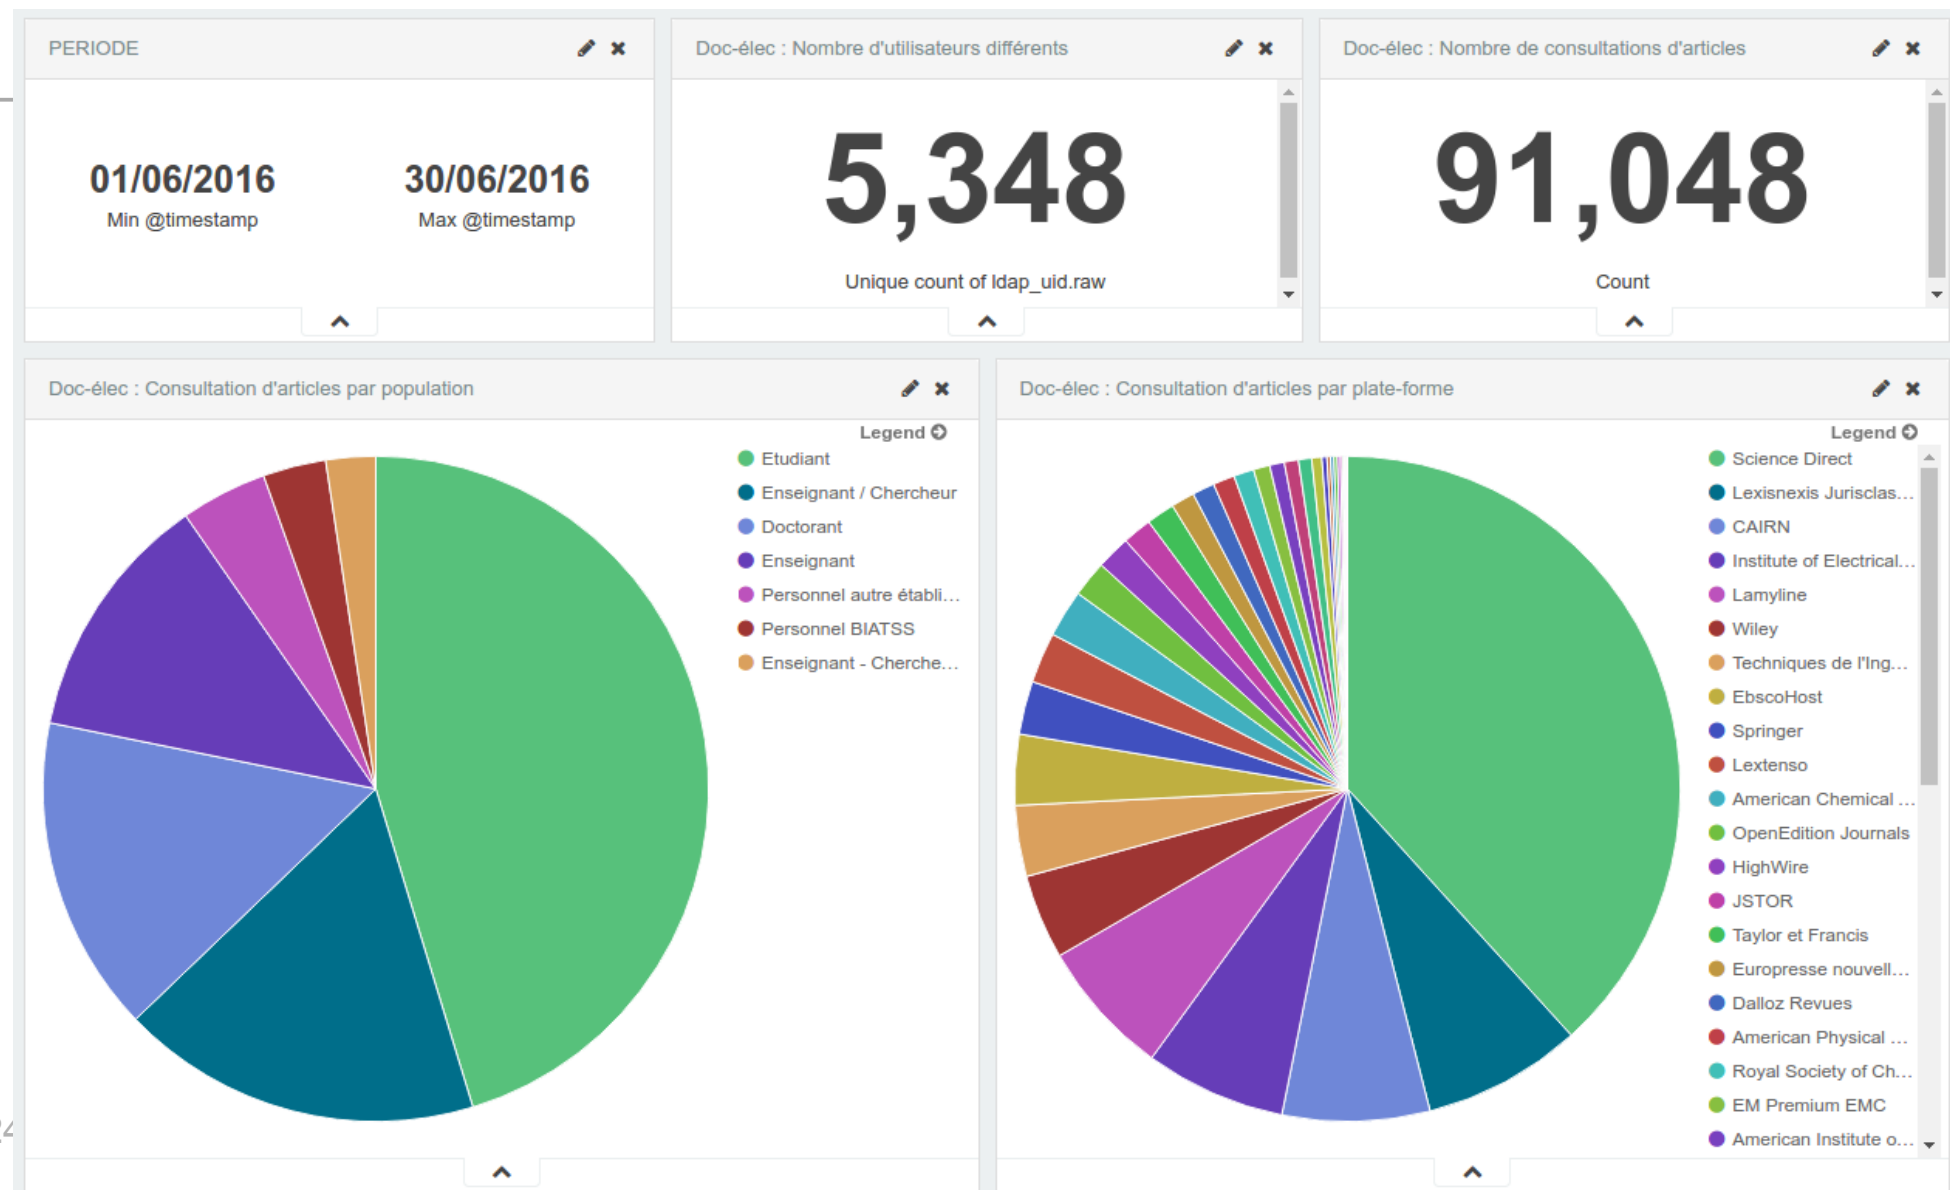 PERIODE
01/06/2016 30/06/2016
Min @timestamp Max @timestamp
Doc-élec : Nombre d'utilisateurs différents
5,348
Unique count of ldap_uid.raw
Doc-élec : Nombre de consultations d'articles
91,048
Count
Doc-élec : Consultation d'articles par population
Legend
Etudiant
Enseignant / Chercheur
Doctorant
Enseignant
Personnel autre établi...
Personnel BIATSS
Enseignant - Cherche...
Doc-élec : Consultation d'articles par plate-forme
Legend
Science Direct
Lexisnexis Jurisclas...
CAIRN
Institute of Electrical...
Lamyline
Wiley
Techniques de l'Ing...
EbscoHost
Springer
Lextenso
American Chemical ...
OpenEdition Journals
HighWire
JSTOR
Taylor et Francis
Europresse nouvell...
Dalloz Revues
American Physical ...
Royal Society of Ch...
EM Premium EMC
American Institute o...